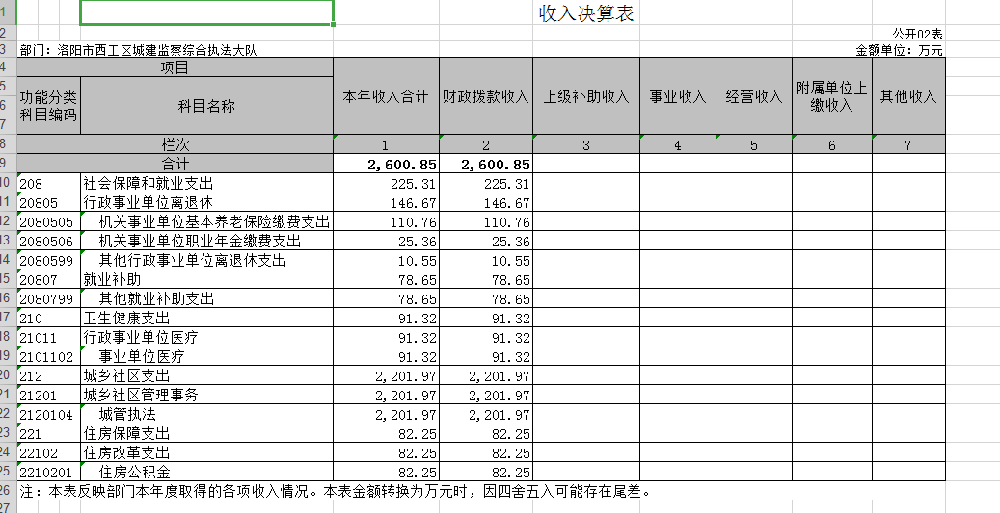 收入决算表
公开02表
部门：洛阳市西工区城建监察综合执法大队 金额单位：万元
项目
功能分类科目编码 科目名称 本年收入合计 财政拨款收入 上级补助收入 事业收入 经营收入 附属单位上缴收入 其他收入
栏次 1 2 3 4 5 6 7
合计 2,600.85 2,600.85
208 社会保障和就业支出 225.31 225.31
20805 行政事业单位离退休 146.67 146.67
2080505 机关事业单位基本养老保险缴费支出 110.76 110.76
2080506 机关事业单位职业年金缴费支出 25.36 25.36
2080599 其他行政事业单位离退休支出 10.55 10.55
20807 就业补助 78.65 78.65
2080799 其他就业补助支出 78.65 78.65
210 卫生健康支出 91.32 91.32
21011 行政事业单位医疗 91.32 91.32
2101102 事业单位医疗 91.32 91.32
212 城乡社区支出 2,201.97 2,201.97
21201 城乡社区管理事务 2,201.97 2,201.97
2120104 城管执法 2,201.97 2,201.97
221 住房保障支出 82.25 82.25
22102 住房改革支出 82.25 82.25
2210201 住房公积金 82.25 82.25
注：本表反映部门本年度取得的各项收入情况。本表金额转换为万元时，因四舍五入可能存在尾差。